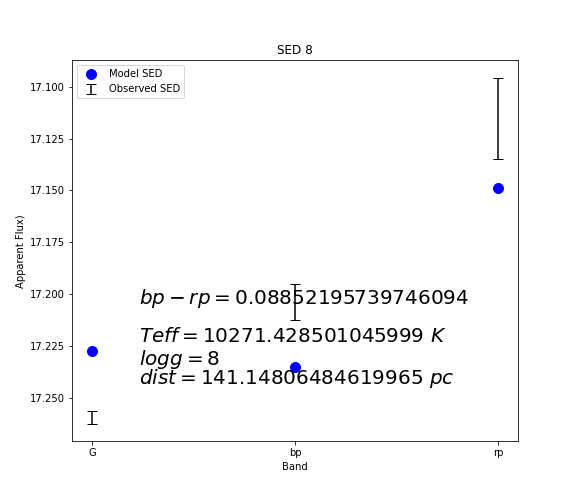 SED 8
Model SED
Observed SED
17.100
17.125
17.150
17.175
17.200
17.225
17.250
Apparent Flux)
bp − rp = 0.08852195739746094
Teff = 10271.428501045999 K
logg = 8
dist = 141.14806484619965 pc
G bp rp
Band